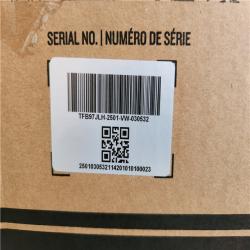 SERIAL NO. | NUMÉRO DE SÉRIE
TFB97JLH-2501-VW-030532
2501030532114201010100023